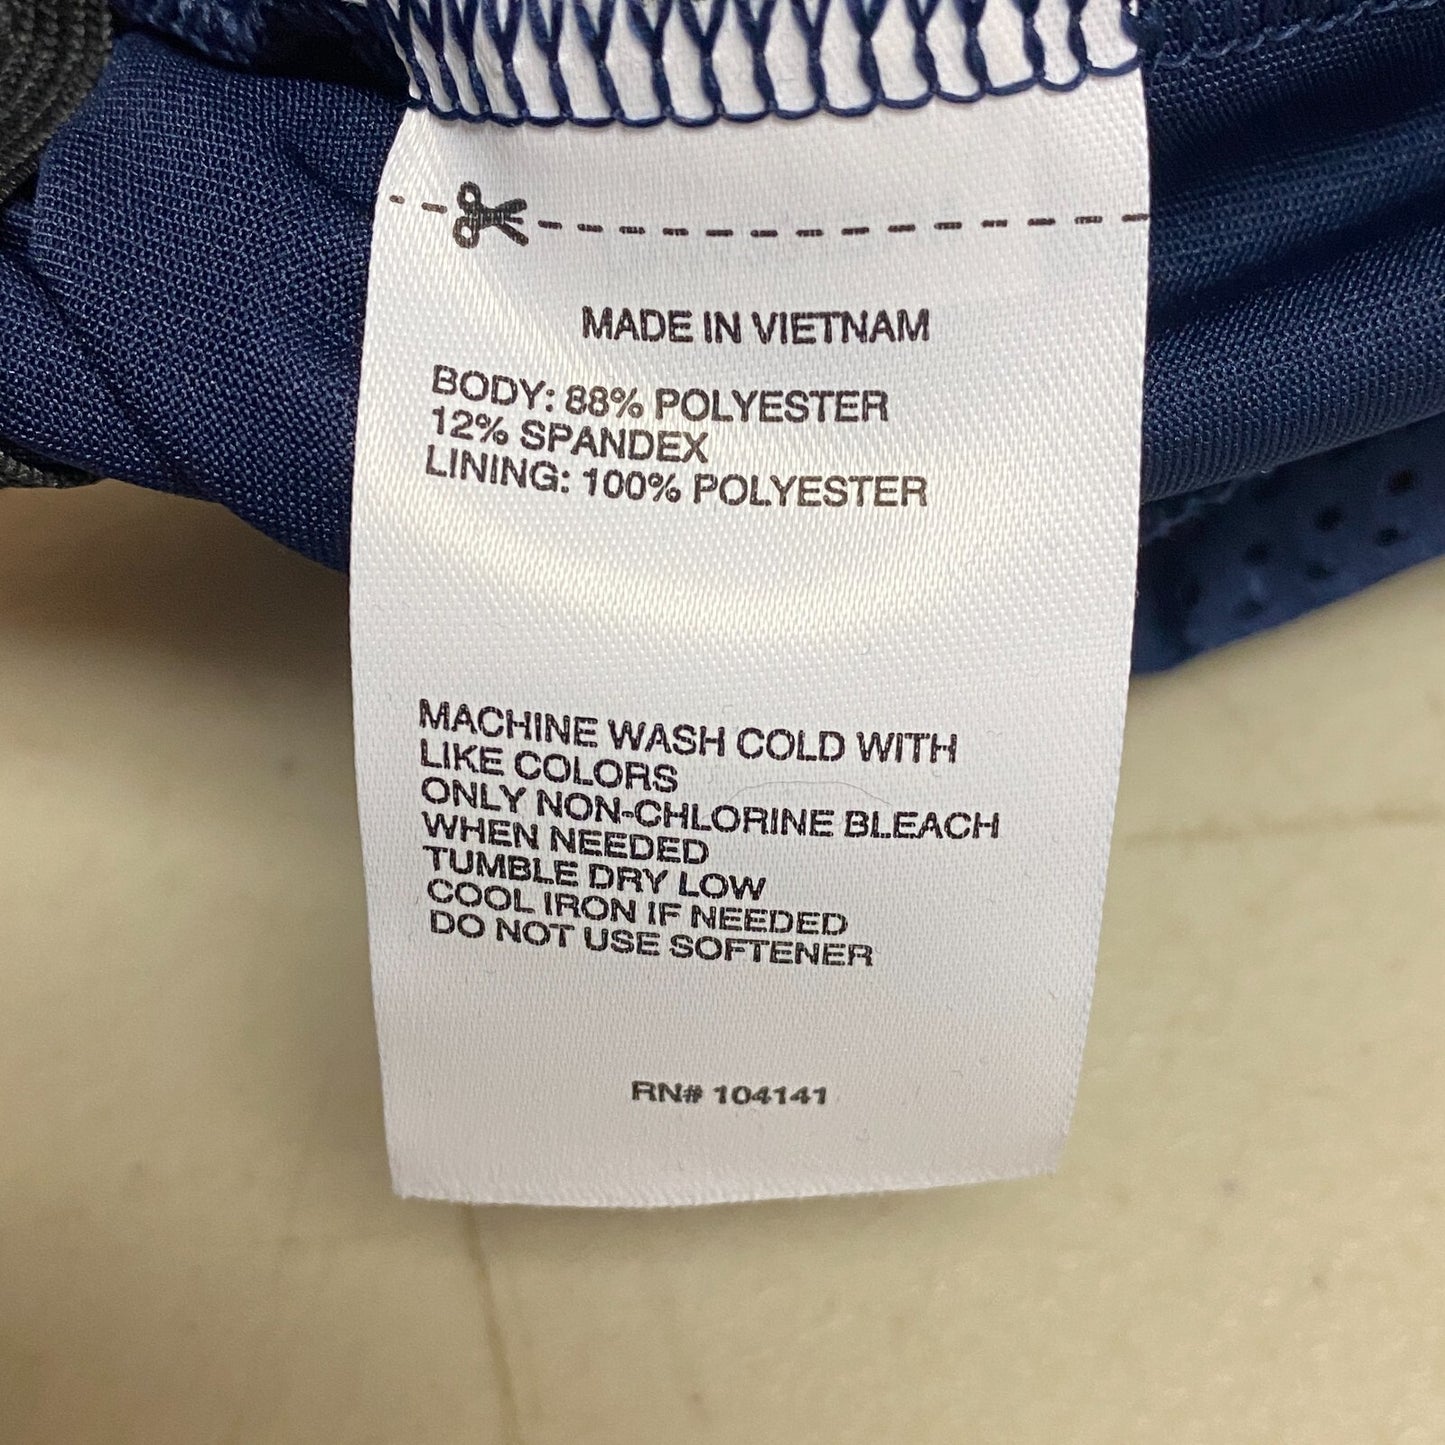 MADE IN VIETNAM
BODY: 88% POLYESTER
12% SPANDEX
LINING: 100% POLYESTER
MACHINE WASH COLD WITH
LIKE COLORS
ONLY NON-CHLORINE BLEACH
WHEN NEEDED
TUMBLE DRY LOW
COOL IRON IF NEEDED
DO NOT USE SOFTENER
RN# 104141